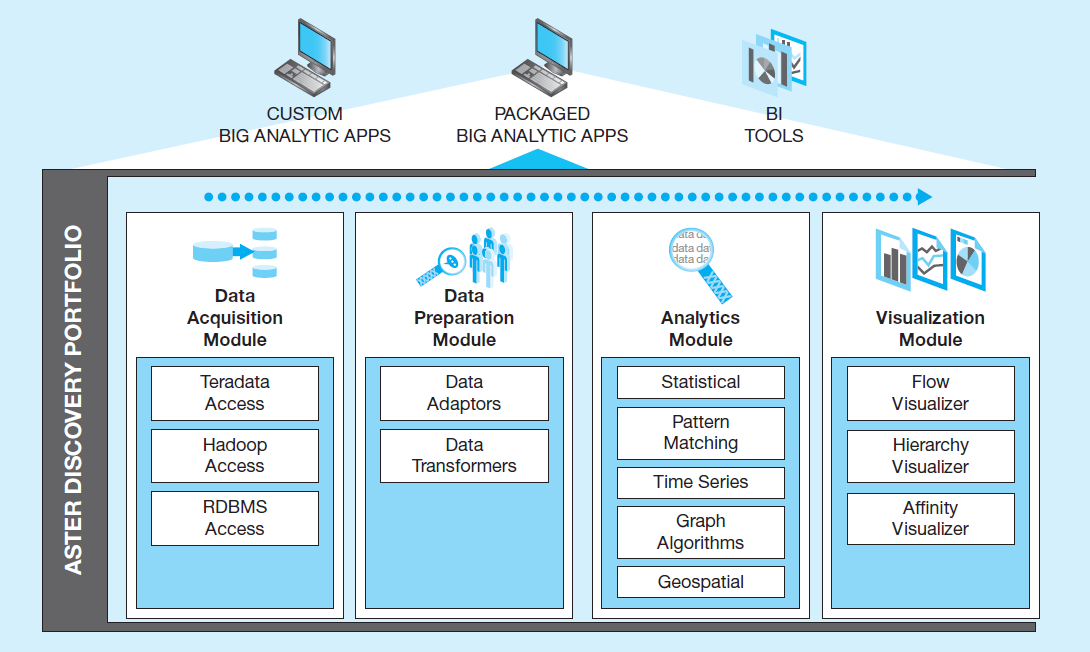 CUSTOM
BIG ANALYTIC APPS
PACKAGED
BIG ANALYTIC APPS
BI
TOOLS
ASTER DISCOVERY PORTFOLIO
Data
Acquisition
Module
Teradata
Access
Hadoop
Access
RDBMS
Access
Data
Preparation
Module
Data
Adaptors
Data
Transformers
data da
data dat
data da
Analytics
Module
Statistical
Pattern
Matching
Time Series
Graph
Algorithms
Geospatial
Visualization
Module
Flow
Visualizer
Hierarchy
Visualizer
Affinity
Visualizer